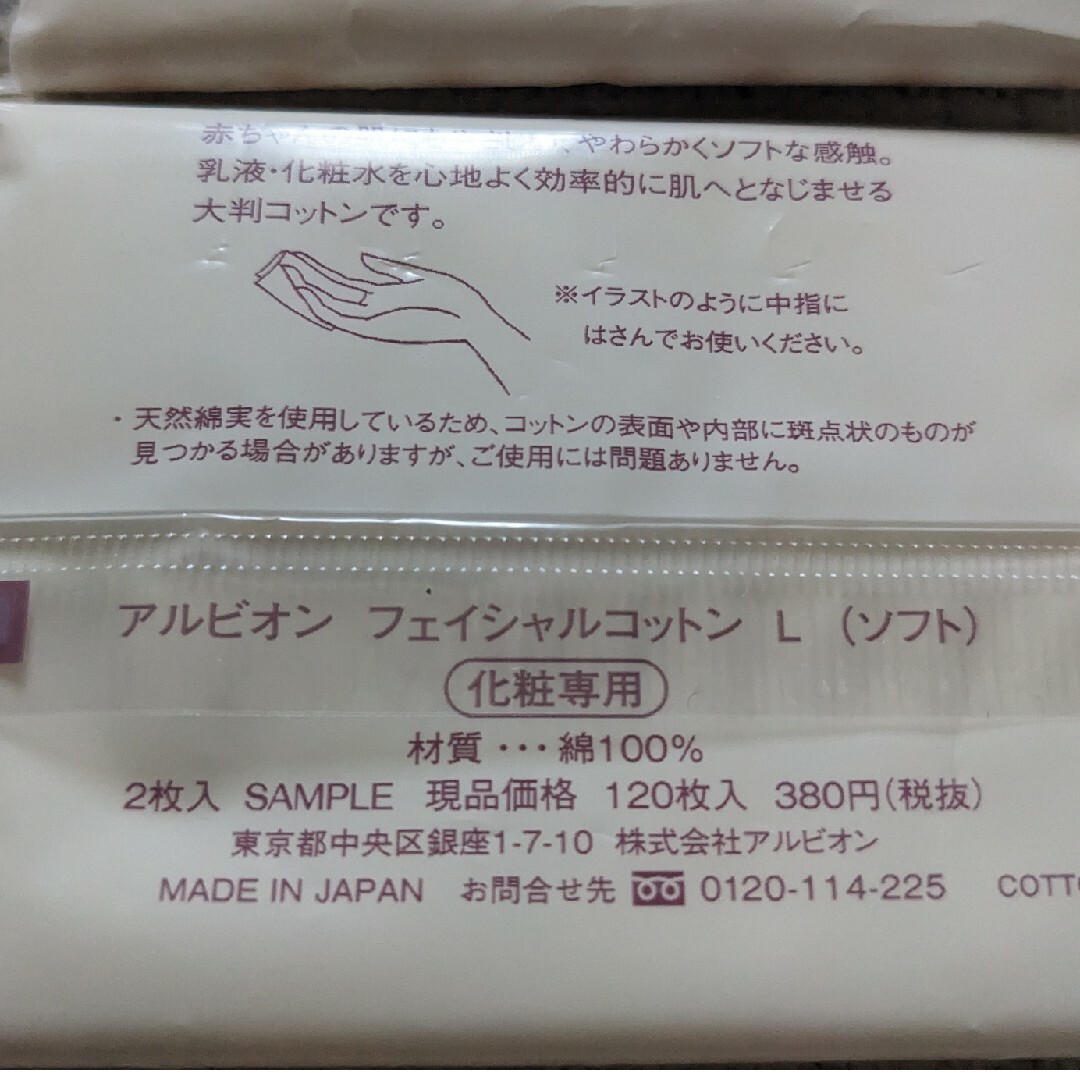 赤ちゃん、やわらかくソフトな感触。
乳液・化粧水を心地よく効率的に肌へとなじませる
大判コットンです。
※イラストのように中指に
はさんでお使いください。
・天然綿実を使用しているため、コットンの表面や内部に斑点状のものが
見つかる場合がありますが、ご使用には問題ありません。
アルビオン フェイシャルコットン L (ソフト)
化粧専用
材質・・・綿100%
2枚入 SAMPLE 現品価格 120枚入 380円(税抜)
東京都中央区銀座1-7-10 株式会社アルビオン
MADE IN JAPAN お問合せ先 0120-114-225 COTTO